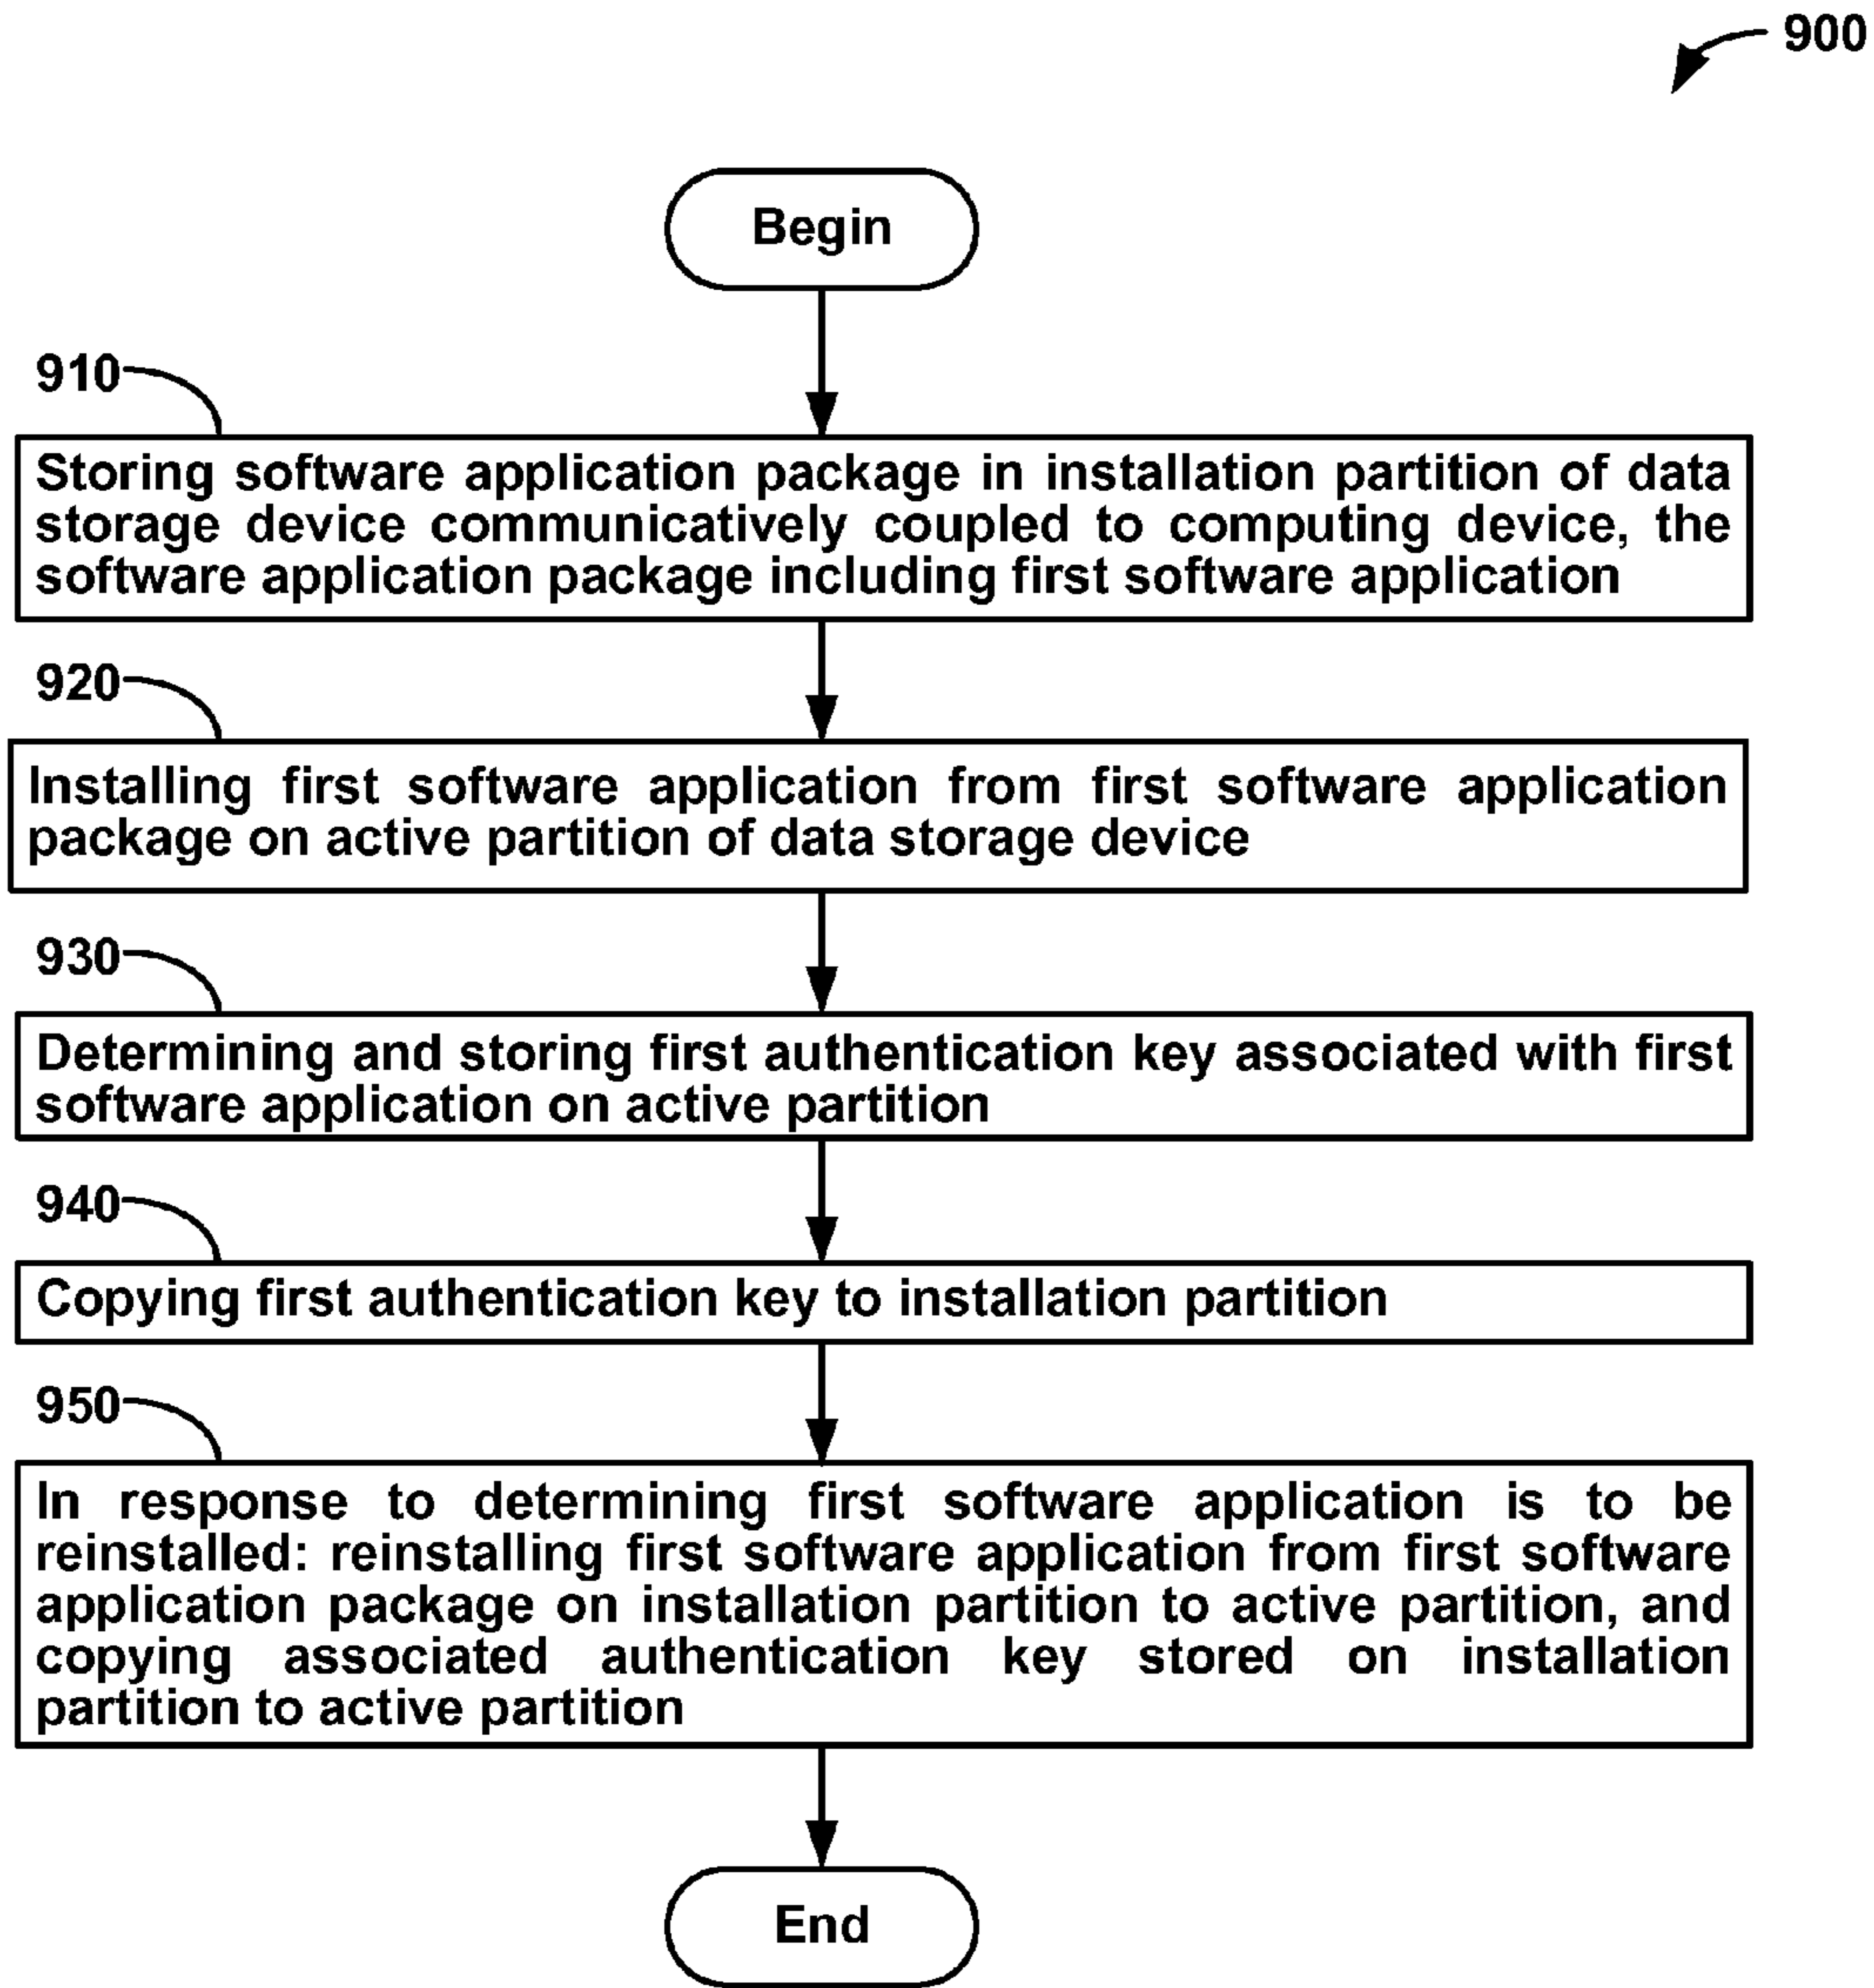 900
Begin
910
Storing software application package in installation partition of data
storage device communicatively coupled to computing device, the
software application package including first software application
920
Installing first software application from first software application
package on active partition of data storage device
930
Determining and storing first authentication key associated with first
software application on active partition
940
Copying first authentication key to installation partition
950
In response to determining first software application is to be
reinstalled: reinstalling first software application from first software
application package on installation partition to active partition, and
copying associated authentication key stored on installation
partition to active partition
End